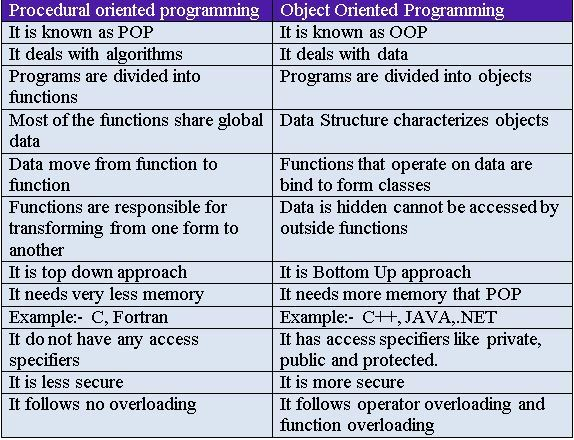 Procedural oriented programming Object Oriented Programming
It is known as POP It is known as OOP
It deals with algorithms It deals with data
Programs are divided into Programs are divided into objects
functions
Most of the functions share global Data Structure characterizes objects
data
Data move from function to Functions that operate on data are
function bind to form classes
Functions are responsible for Data is hidden cannot be accessed by
transforming from one form to outside functions
another
It is top down approach It is Bottom Up approach
It needs very less memory It needs more memory that POP
Example:- C, Fortran Example:- C++, JAVA,.NET
It do not have any access It has access specifiers like private,
specifiers public and protected.
It is less secure It is more secure
It follows no overloading It follows operator overloading and
function overloading